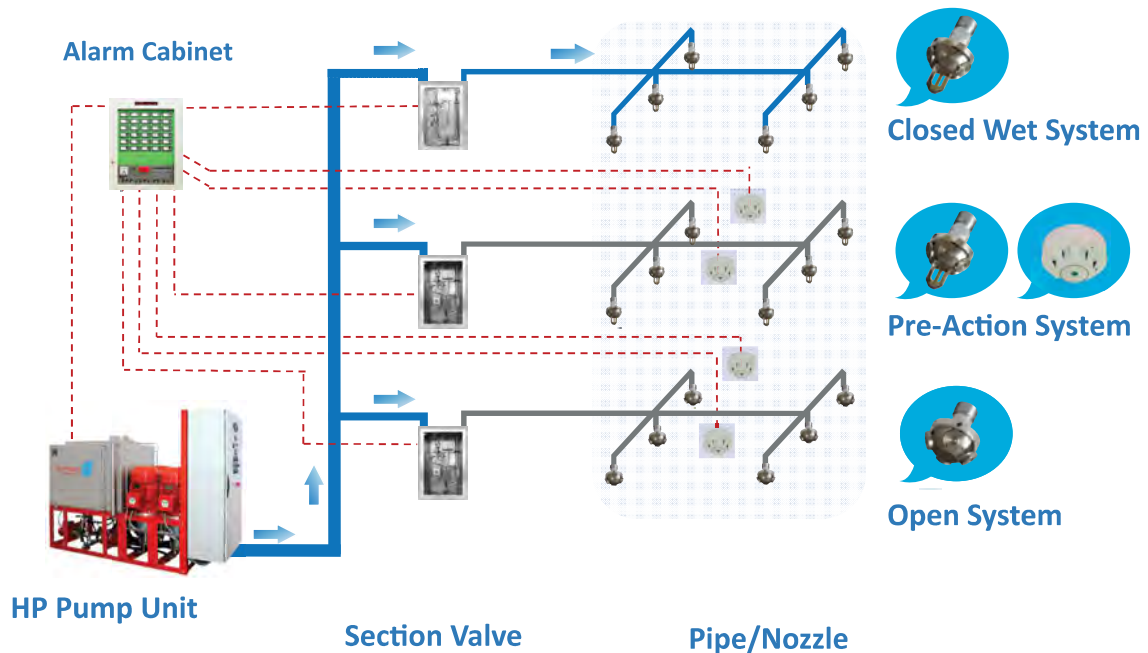 Alarm Cabinet
Closed Wet System
Pre-Action System
Open System
HP Pump Unit
Section Valve
Pipe/Nozzle